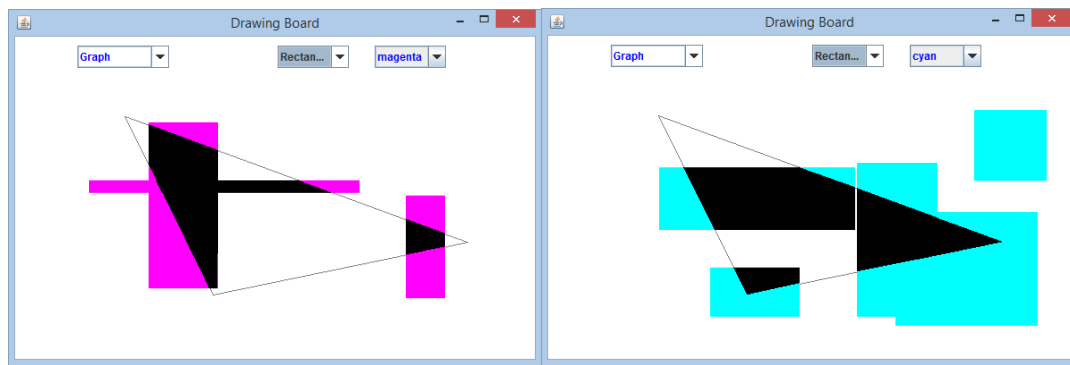 Drawing Board
Graph Rectan... magenta
Drawing Board
Graph Rectan... cyan